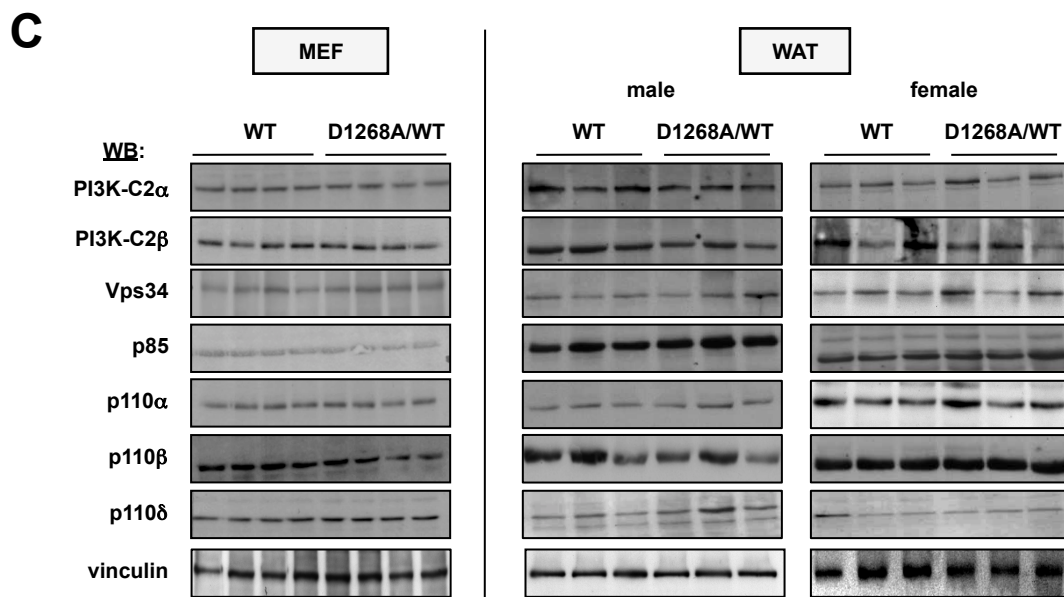 C
MEF
WAT
male
female
WT
D1268A/WT
WT
D1268A/WT
WT
D1268A/WT
WB:
PI3K-C2α
PI3K-C2β
Vps34
p85
p110α
p110β
p110δ
vinculin